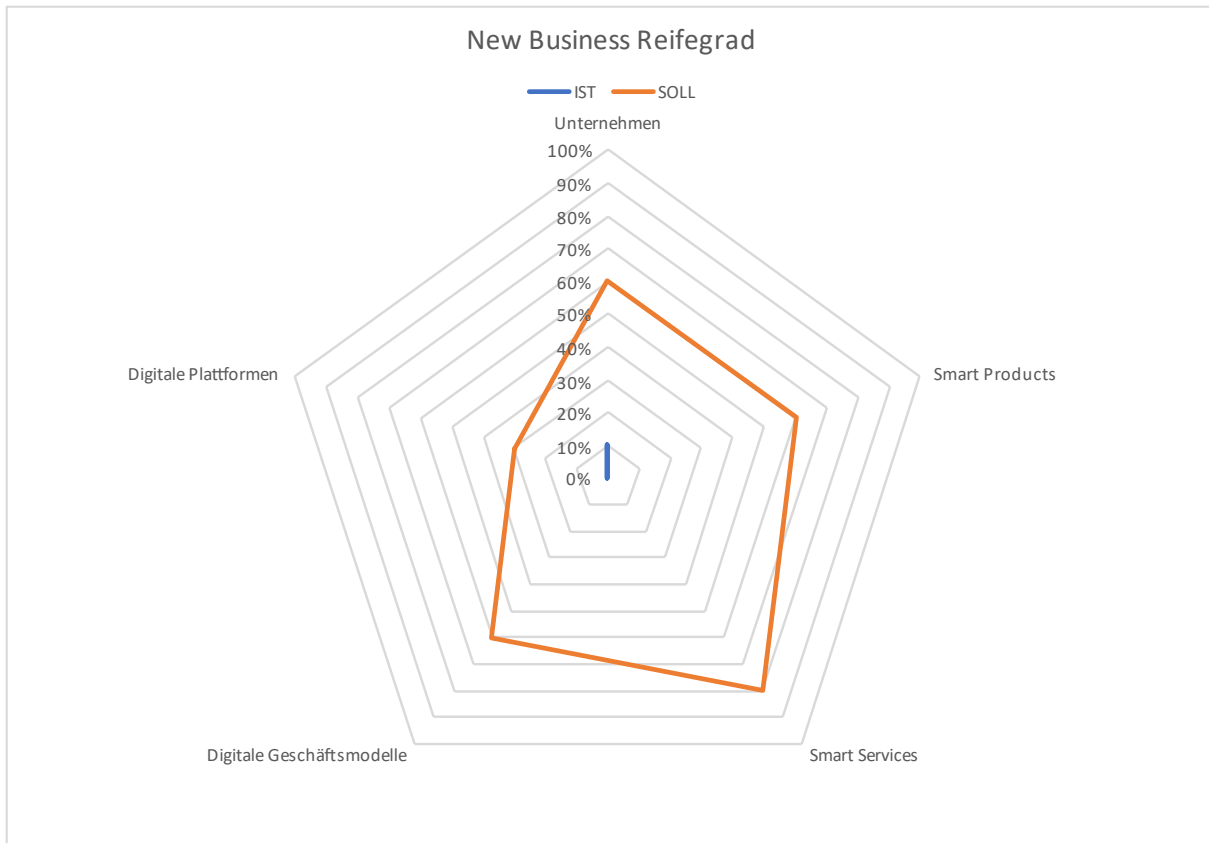 New Business Reifegrad
IST SOLL
Unternehmen
100%
90%
80%
70%
60%
50%
40%
30%
20%
10%
0%
Digitale Plattformen
Smart Products
Digitale Geschäftsmodelle
Smart Services